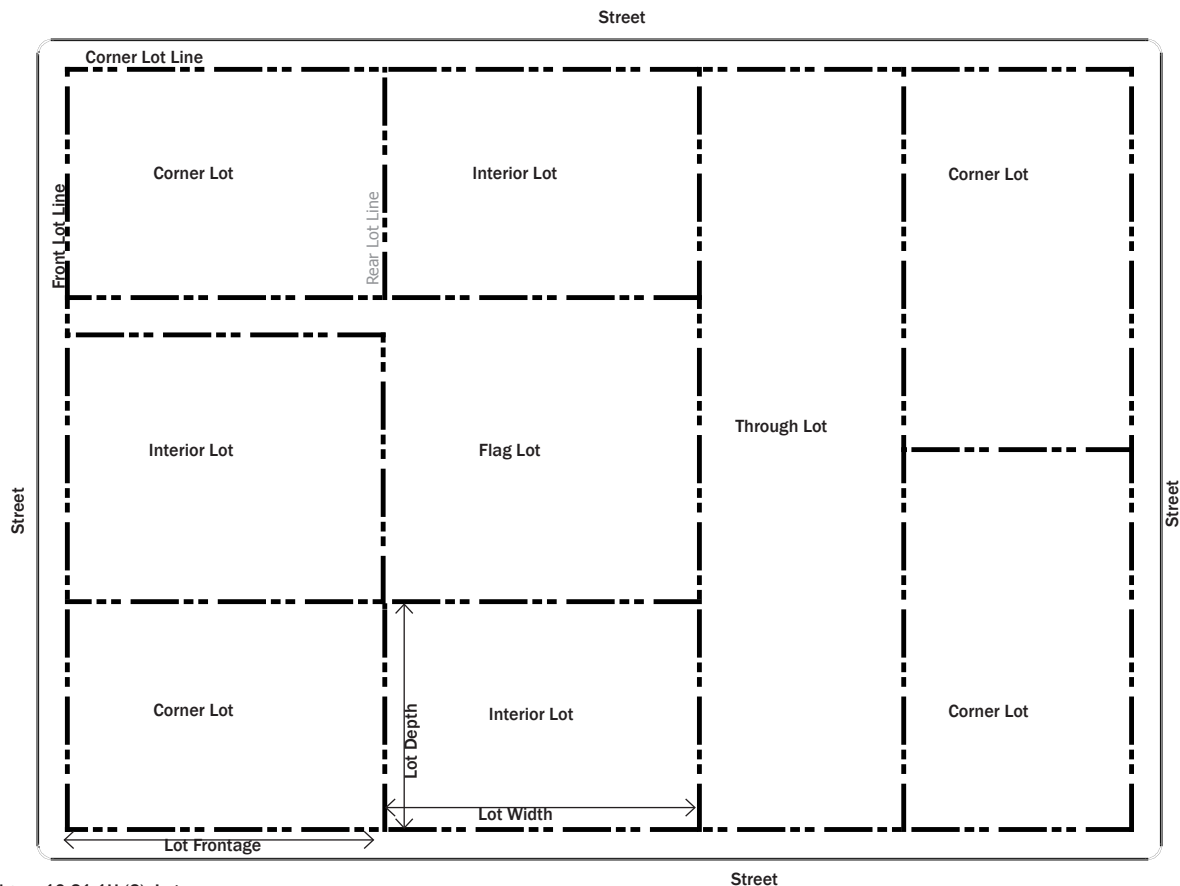 Street
Corner Lot Line
Corner Lot
Interior Lot
Corner Lot
Front Lot Line
Rear Lot Line
Through Lot
Interior Lot
Flag Lot
Street
Street
Corner Lot
Interior Lot
Corner Lot
Lot Depth
Lot Width
Lot Frontage
Street